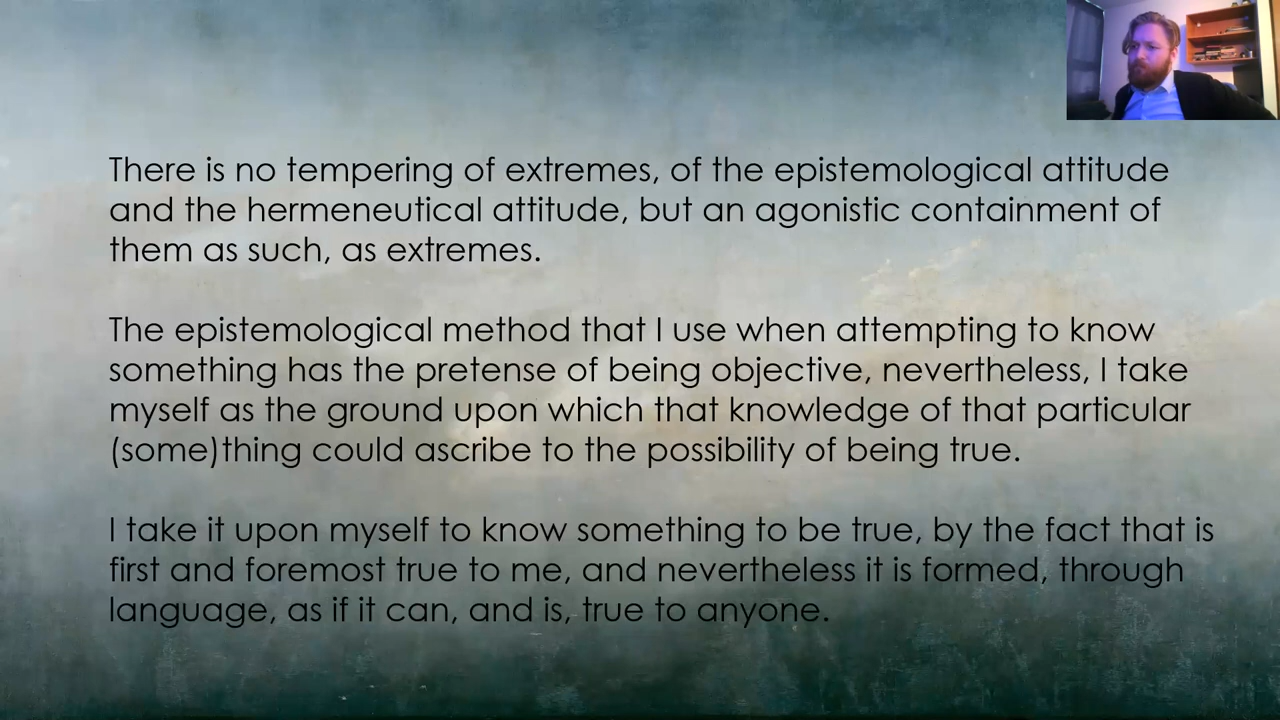 There is no tempering of extremes, of the epistemological attitude
and the hermeneutical attitude, but an agonistic containment of
them as such, as extremes.
The epistemological method that I use when attempting to know
something has the pretense of being objective, nevertheless, I take
myself as the ground upon which that knowledge of that particular
(some)thing could ascribe to the possibility of being true.
I take it upon myself to know something to be true, by the fact that is
first and foremost true to me, and nevertheless it is formed, through
language, as if it can, and is, true to anyone.